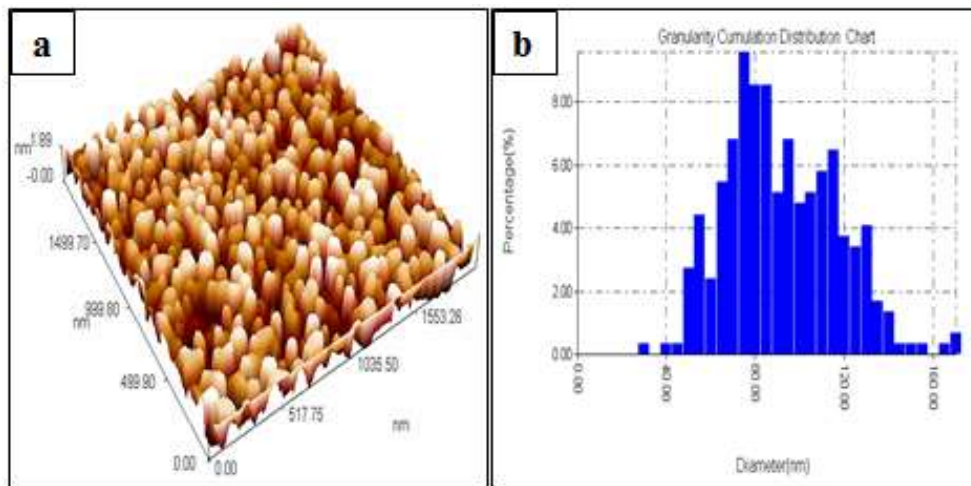 a
nm
1.89
-0.00
1499.70
999.80
nm
499.90
0.00
0.00
517.75
1035.50
1553.26
nm
b
Granularity Cumulation Distribution Chart
Percentage(%)
8.00
6.00
4.00
2.00
0.00
0.00
40.00
80.00
120.00
160.00
Diameter(nm)